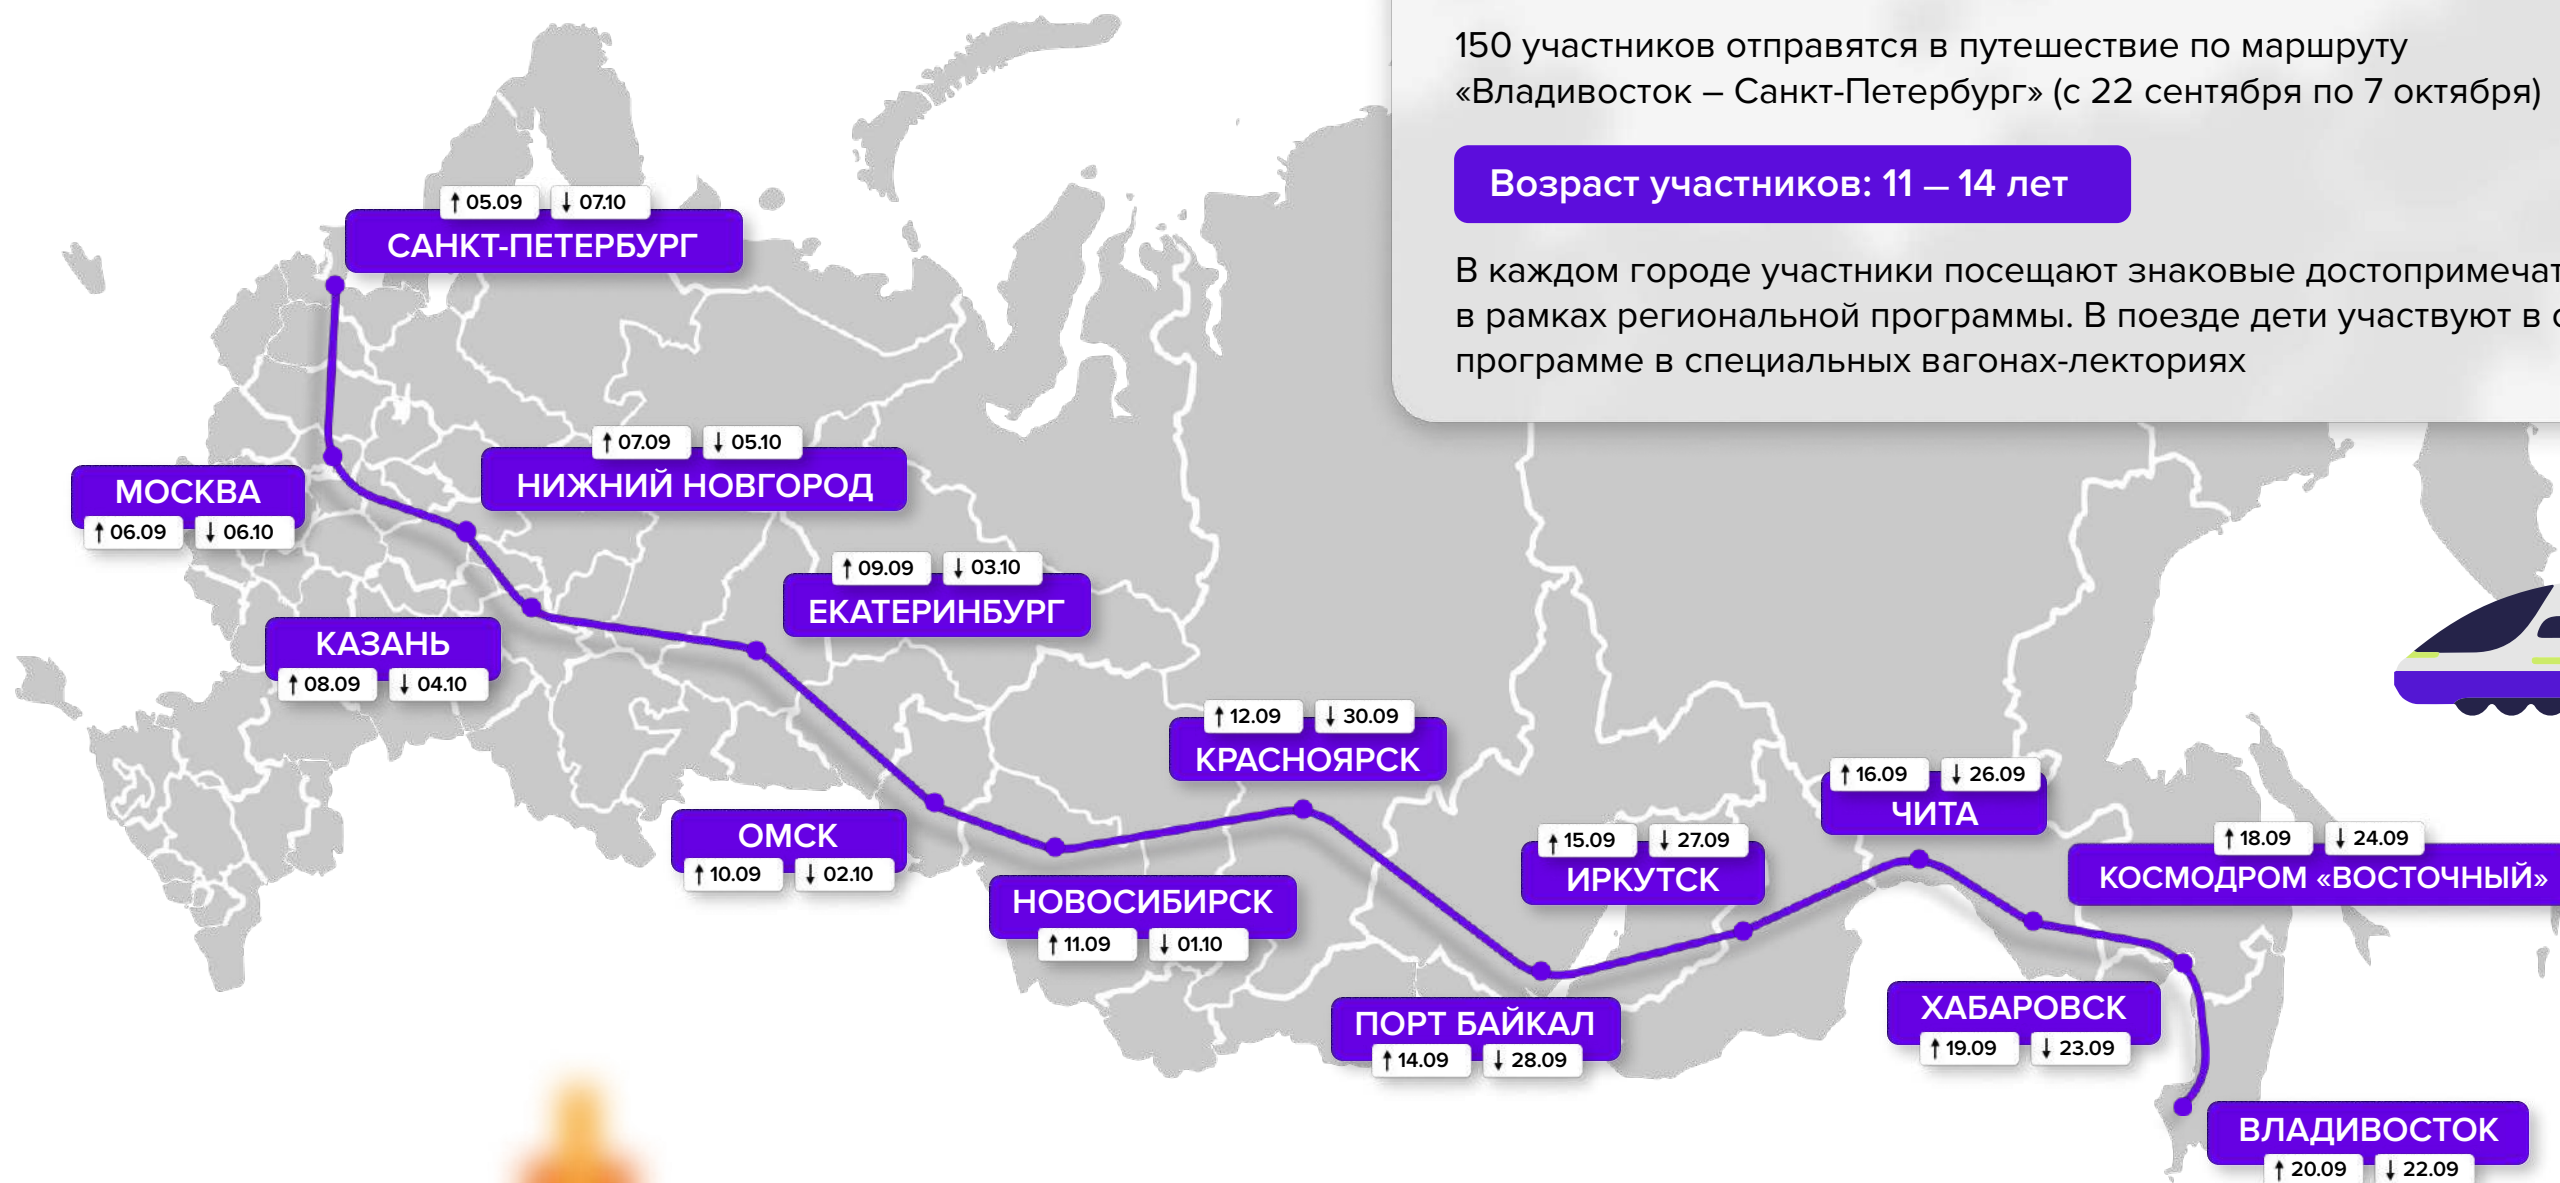 150 участников отправятся в путешествие по маршруту
«Владивосток – Санкт-Петербург» (с 22 сентября по 7 октября)
Возраст участников: 11 — 14 лет
В каждом городе участники посещают знаковые
в рамках региональной программы. В поезде дети участвуют в
программе в специальных вагонах-лекториях
↑ 05.09 ↓ 07.10
САНКТ-ПЕТЕРБУРГ
МОСКВА
↑ 06.09 ↓ 06.10
↑ 07.09 ↓ 05.10
НИЖНИЙ НОВГОРОД
КАЗАНЬ
↑ 08.09 ↓ 04.10
↑ 09.09 ↓ 03.10
ЕКАТЕРИНБУРГ
ОМСК
↑ 10.09 ↓ 02.10
НОВОСИБИРСК
↑ 11.09 ↓ 01.10
↑ 12.09 ↓ 30.09
КРАСНОЯРСК
ПОРТ БАЙКАЛ
↑ 14.09 ↓ 28.09
↑ 15.09 ↓ 27.09
ИРКУТСК
↑ 16.09 ↓ 26.09
ЧИТА
↑ 18.09 ↓ 24.09
КОСМОДРОМ «ВОСТОЧНЫЙ»
ХАБАРОВСК
↑ 19.09 ↓ 23.09
ВЛАДИВОСТОК
↑ 20.09 ↓ 22.09